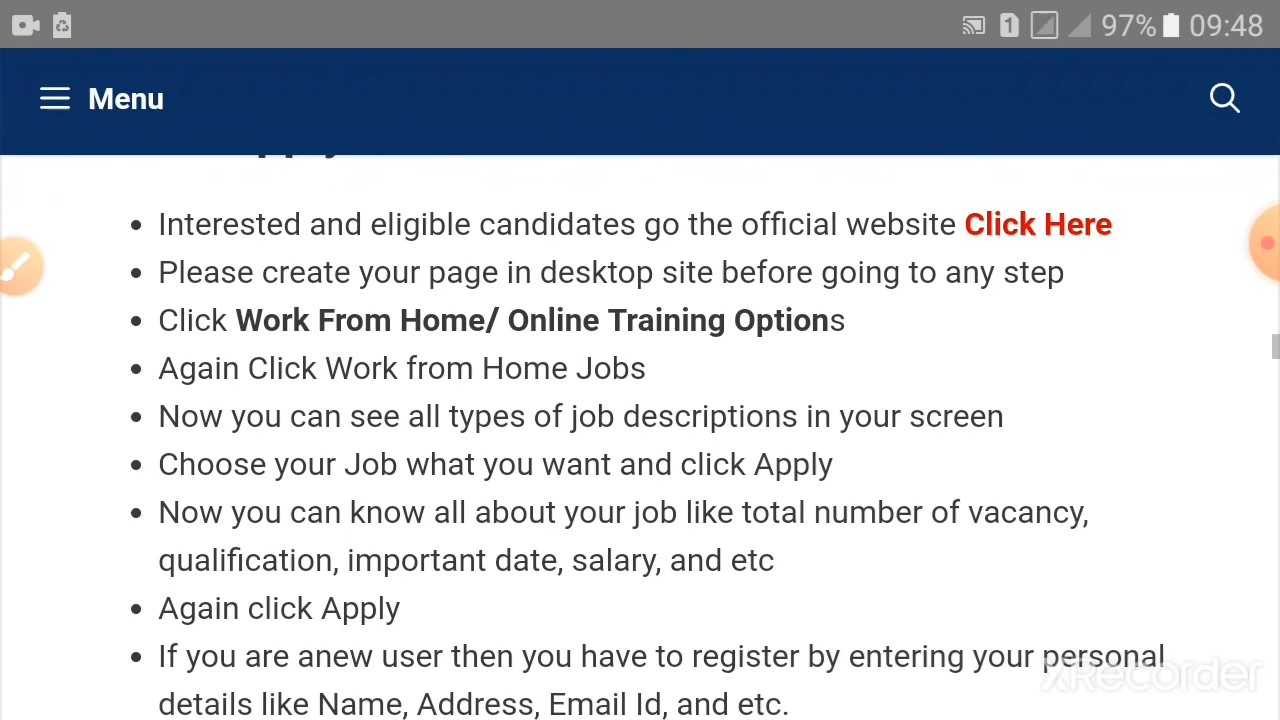 1 97% 09:48
Menu
Interested and eligible candidates go the official website Click Here
Please create your page in desktop site before going to any step
Click Work From Home/ Online Training Options
Again Click Work from Home Jobs
Now you can see all types of job descriptions in your screen
Choose your Job what you want and click Apply
Now you can know all about your job like total number of vacancy,
qualification, important date, salary, and etc
Again click Apply
If you are anew user then you have to register by entering your personal
details like Name, Address, Email Id, and etc.
XRecorder